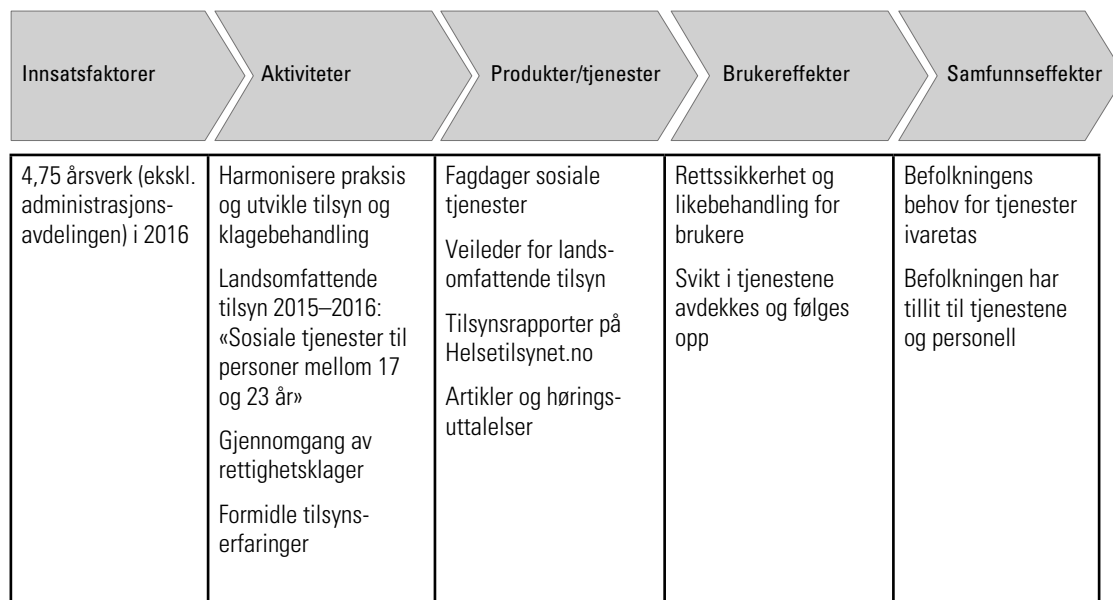 Innsatsfaktorer
Aktiviteter
Produkter/tjenester
Brukereffekter
Samfunnseffekter
4,75 årsverk (ekskl.
administrasjons-
avdelingen) i 2016
Harmonisere praksis
og utvikle tilsyn og
klagebehandling
Landsomfattende
tilsyn 2015–2016:
«Sosiale tjenester til
personer mellom 17
og 23 år»
Gjennomgang av
rettighetsklager
Formidle tilsyns-
erfaringer
Fagdager sosiale
tjenester
Veileder for lands-
omfattende tilsyn
Tilsynsrapporter på
Helsetilsynet.no
Artikler og hørings-
uttalelser
Rettssikkerhet og
likebehandling for
brukere
Svikt i tjenestene
avdekkes og følges
opp
Befolkningens
behov for tjenester
ivaretas
Befolkningen har
tillit til tjenestene
og personell